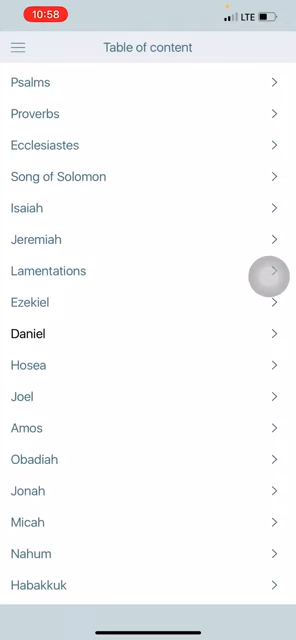 10:58
LTE
Table of content
Psalms
Proverbs
Ecclesiastes
Song of Solomon
Isaiah
Jeremiah
Lamentations
Ezekiel
Daniel
Hosea
Joel
Amos
Obadiah
Jonah
Micah
Nahum
Habakkuk